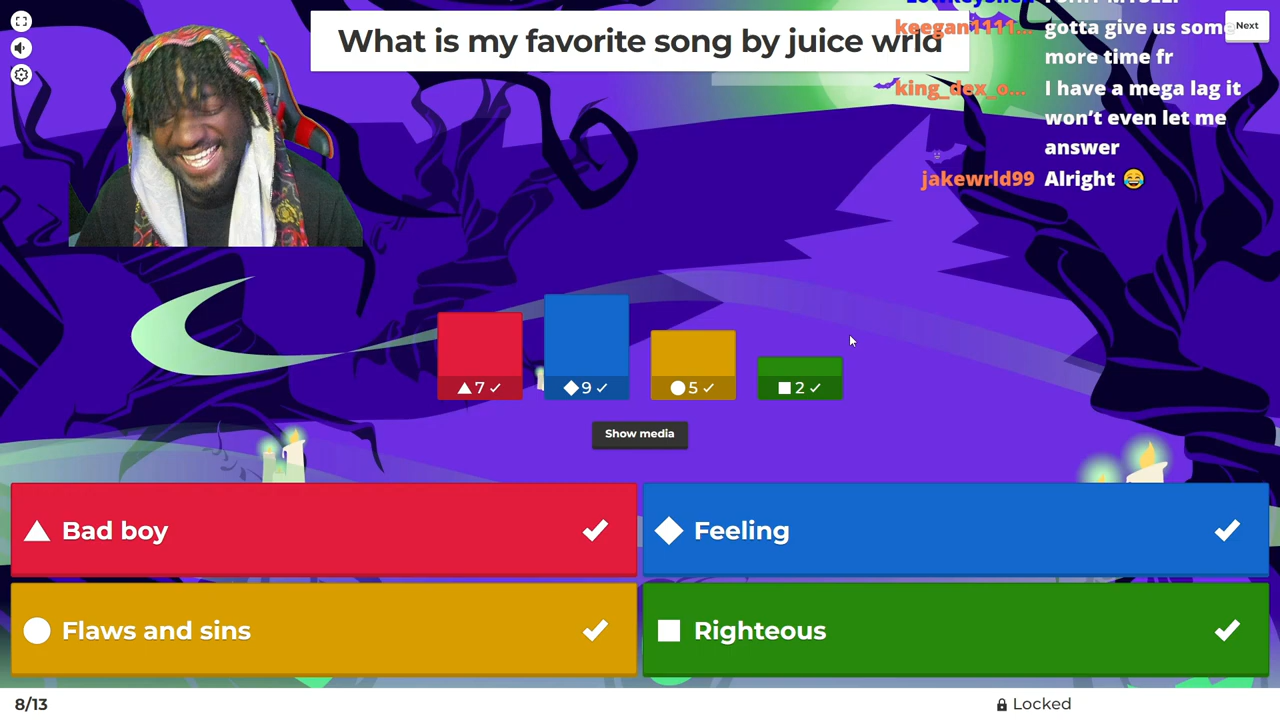 What is my favorite song by juice wrld
Next
keegan1111... gotta give us some
more time fr
king_dex_o... I have a mega lag it
won't even let me
answer
jakewrld99 Alright 😂
7
9
5
2
Show media
Bad boy
Feeling
Flaws and sins
Righteous
8/13
Locked